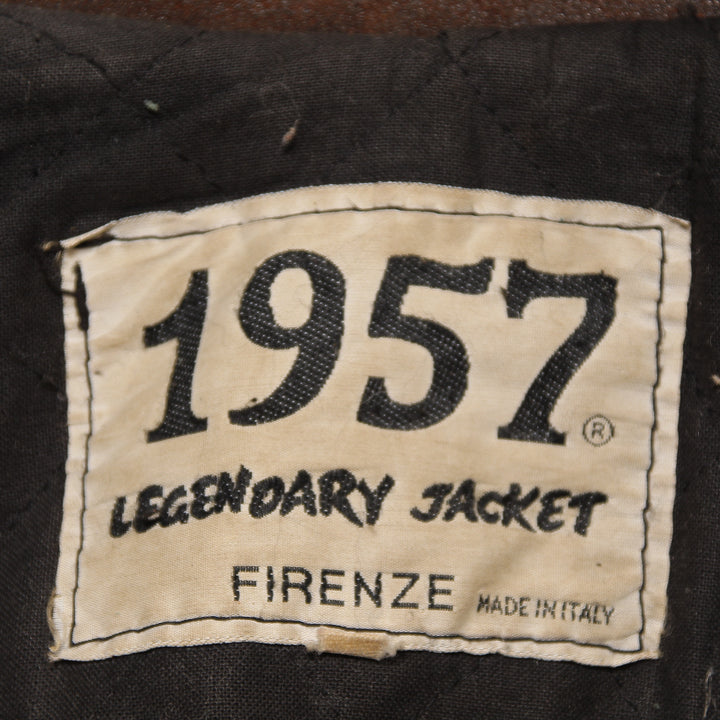 1957®
LEGENDARY JACKET
FIRENZE MADE IN ITALY